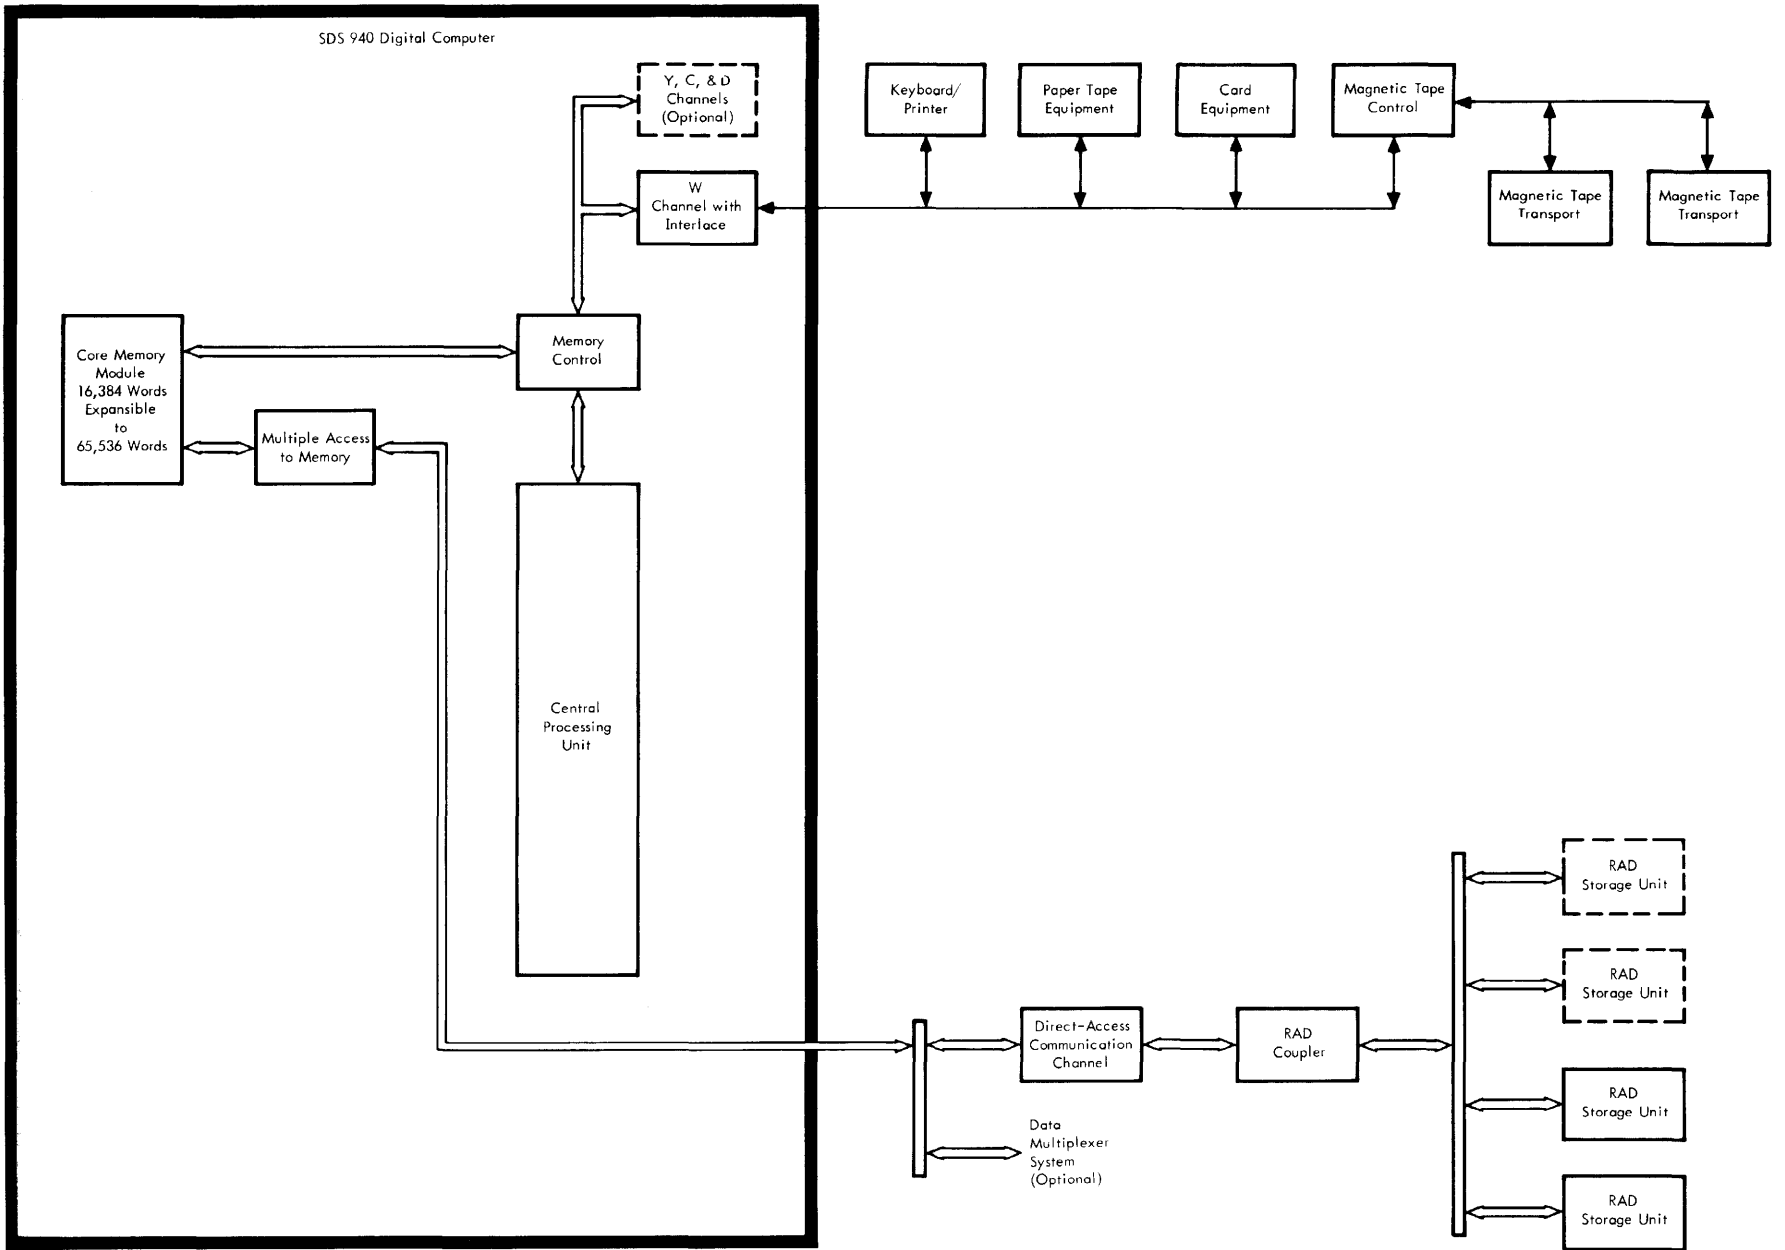 SDS 940 Digital Computer
Y, C, & D
Channels
(Optional)
W
Channel with
Interlace
Keyboard/
Printer
Paper Tape
Equipment
Card
Equipment
Magnetic Tape
Control
Magnetic Tape
Transport
Magnetic Tape
Transport
Core Memory
Module
16,384 Words
Expansible
to
65,536 Words
Memory
Control
Multiple Access
to Memory
Central
Processing
Unit
Direct-Access
Communication
Channel
RAD
Coupler
Data
Multiplexer
System
(Optional)
RAD
Storage Unit
RAD
Storage Unit
RAD
Storage Unit
RAD
Storage Unit